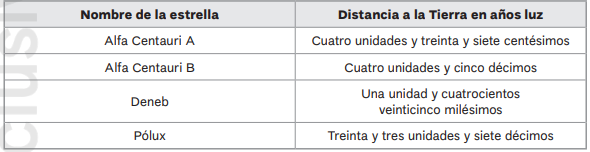 Nombre de la estrella Distancia a la Tierra en años luz
Alfa Centauri A Cuatro unidades y treinta y siete centésimos
Alfa Centauri B Cuatro unidades y cinco décimos
Deneb Una unidad y cuatrocientos
veinticinco milésimos
Pólux Treinta y tres unidades y siete décimos